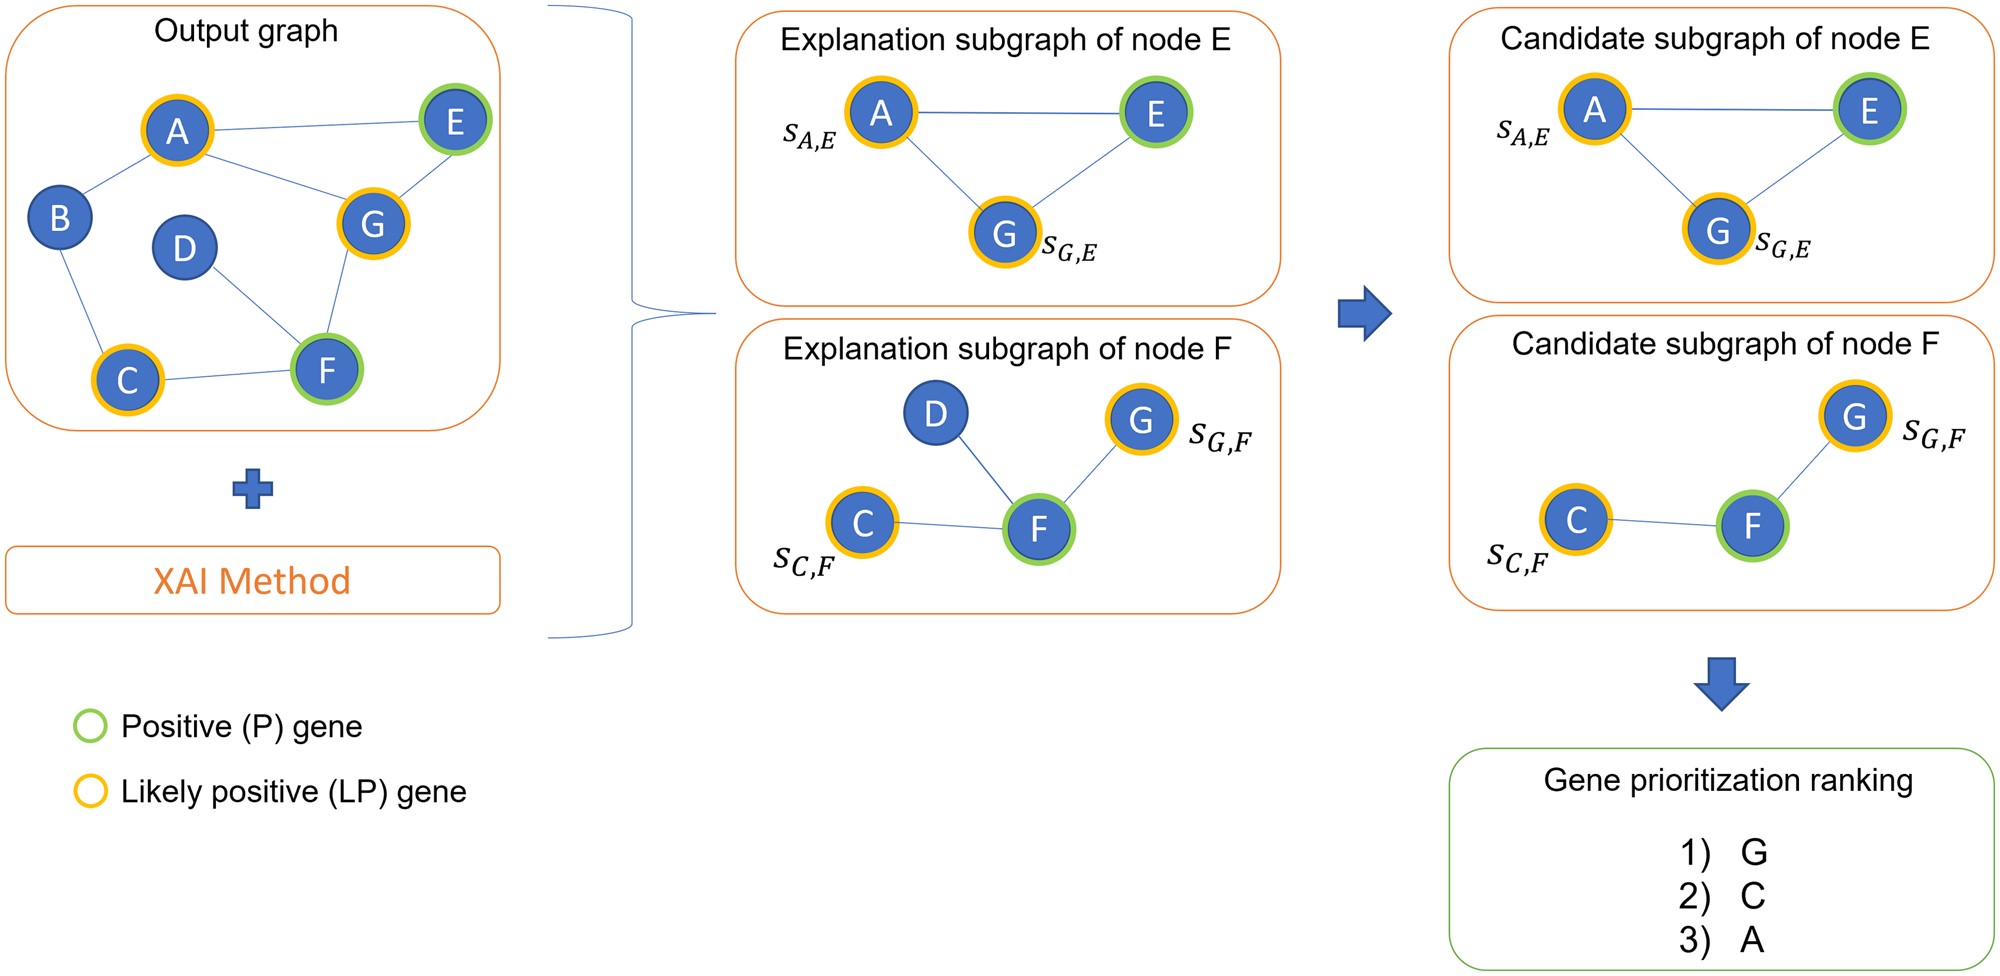 Output graph
A
E
B
D
G
C
F
XAI Method
Positive (P) gene
Likely positive (LP) gene
Explanation subgraph of node E
A
E
S_{A,E}
G
S_{G,E}
Explanation subgraph of node F
D
G
S_{G,F}
C
F
S_{C,F}
Candidate subgraph of node E
A
E
S_{A,E}
G
S_{G,E}
Candidate subgraph of node F
G
S_{G,F}
C
F
S_{C,F}
Gene prioritization ranking
1) G
2) C
3) A